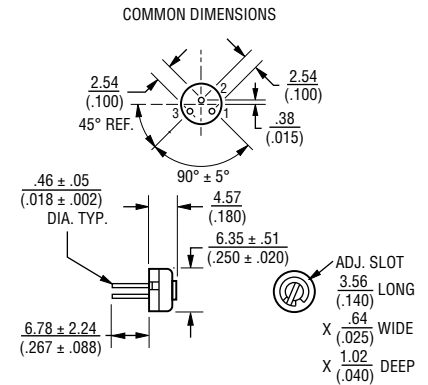 COMMON DIMENSIONS
2.54
(.100)
2
2.54
(.100)
3
1
.38
(.015)
45° REF.
90° ± 5°
.46 ± .05
(.018 ± .002)
DIA. TYP.
4.57
(.180)
6.35 ± .51
(.250 ± .020)
6.78 ± 2.24
(.267 ± .088)
ADJ. SLOT
3.56
(.140) LONG
X .64
(.025) WIDE
X 1.02
(.040) DEEP